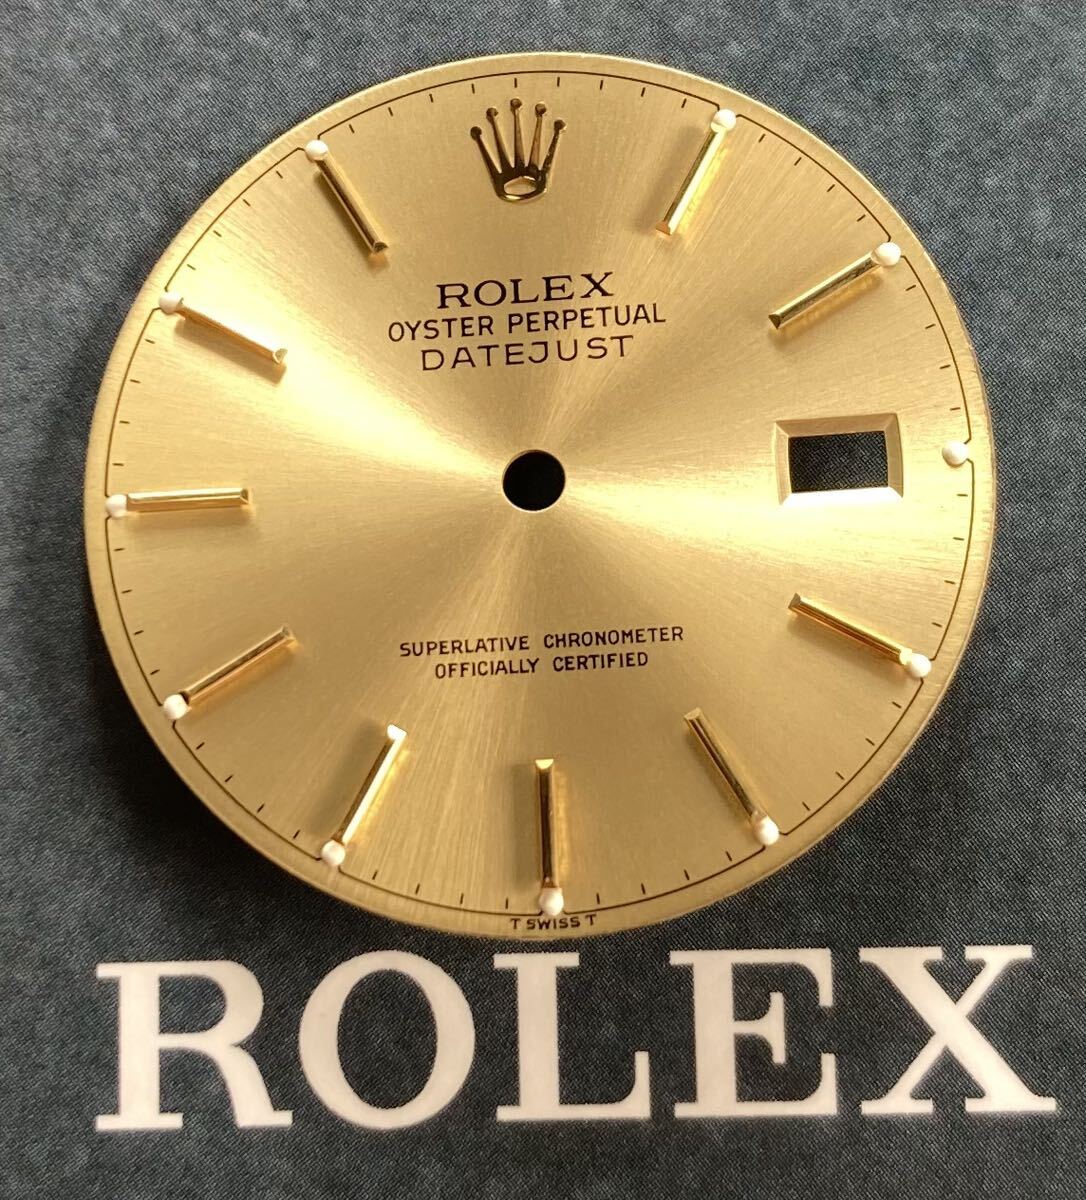 ROLEX
OYSTER PERPETUAL
DATEJUST
SUPERLATIVE CHRONOMETER
OFFICIALLY CERTIFIED
T SWISS T
ROLEX